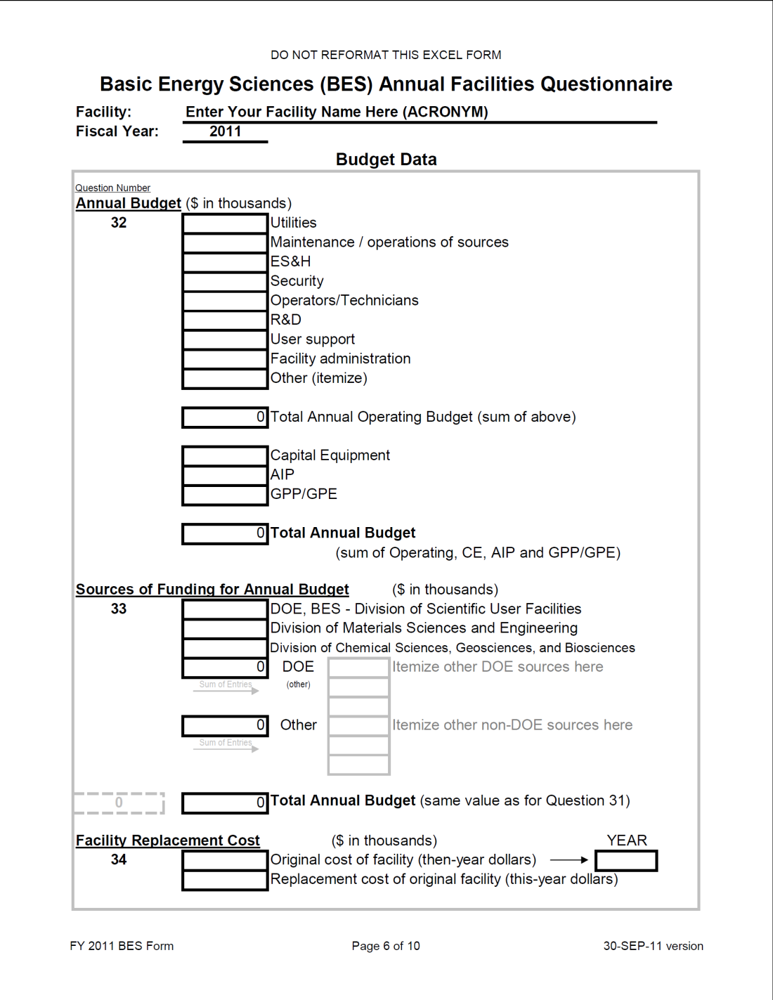 DO NOT REFORMAT THIS EXCEL FORM
Basic Energy Sciences (BES) Annual Facilities Questionnaire
Facility: Enter Your Facility Name Here (ACRONYM)
Fiscal Year: 2011
Budget Data
Question Number
Annual Budget ($ in thousands)
32 Utilities
Maintenance / operations of sources
ES&H
Security
Operators/Technicians
R&D
User support
Facility administration
Other (itemize)
0 Total Annual Operating Budget (sum of above)
Capital Equipment
AIP
GPP/GPE
0 Total Annual Budget
(sum of Operating, CE, AIP and GPP/GPE)
Sources of Funding for Annual Budget ($ in thousands)
33 DOE, BES - Division of Scientific User Facilities
Division of Materials Sciences and Engineering
Division of Chemical Sciences, Geosciences, and Biosciences
0 DOE Itemize other DOE sources here
Sum of Entries (other)
0 Other Itemize other non-DOE sources here
Sum of Entries
0 0 Total Annual Budget (same value as for Question 31)
Facility Replacement Cost ($ in thousands) YEAR
34 Original cost of facility (then-year dollars)
Replacement cost of original facility (this-year dollars)
FY 2011 BES Form Page 6 of 10 30-SEP-11 version